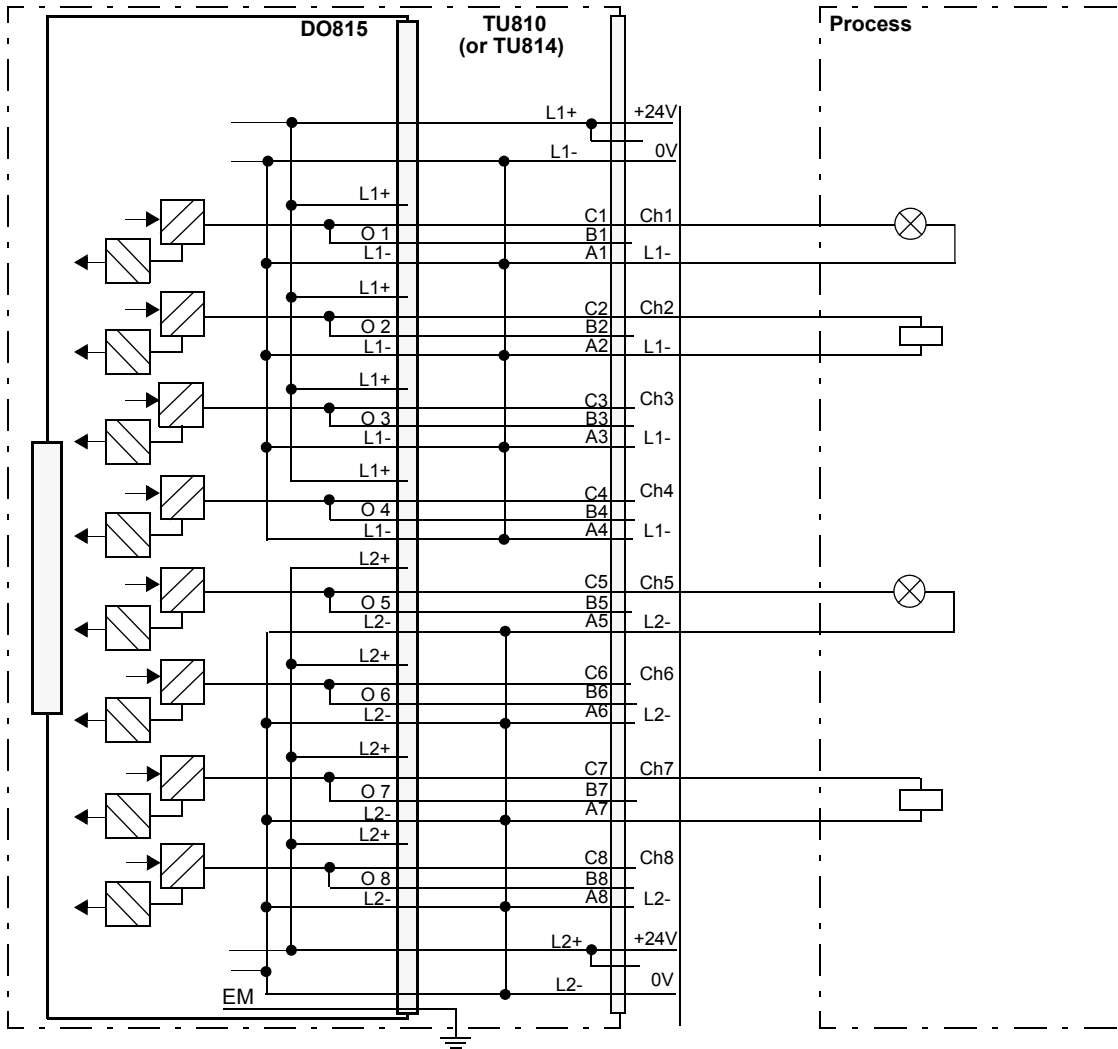 DO815 TU810 Process
(or TU814)
L1+ +24V
L1- 0V
L1+
C1 Ch1
O 1 B1
L1- A1 L1-
L1+
C2 Ch2
O 2 B2
L1- A2 L1-
L1+
C3 Ch3
O 3 B3
L1- A3 L1-
L1+
C4 Ch4
O 4 B4
L1- A4 L1-
L2+
C5 Ch5
O 5 B5
L2- A5 L2-
L2+
C6 Ch6
O 6 B6
L2- A6 L2-
L2+
C7 Ch7
O 7 B7
L2- A7
L2+
C8 Ch8
O 8 B8
L2- A8 L2-
L2+ +24V
L2- 0V
EM